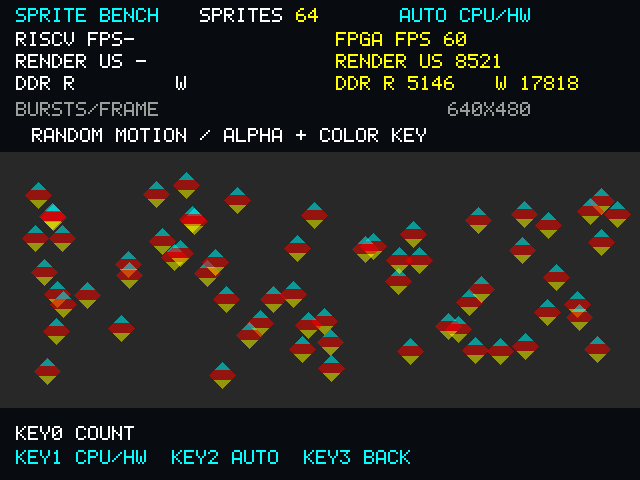 SPRITE BENCH SPRITES 64 AUTO CPU/HW
RISCV FPS- FPGA FPS 60
RENDER US - RENDER US 8521
DDR R W DDR R 5146 W 17818
BURSTS/FRAME 640X480
RANDOM MOTION / ALPHA + COLOR KEY
KEY0 COUNT
KEY1 CPU/HW KEY2 AUTO KEY3 BACK